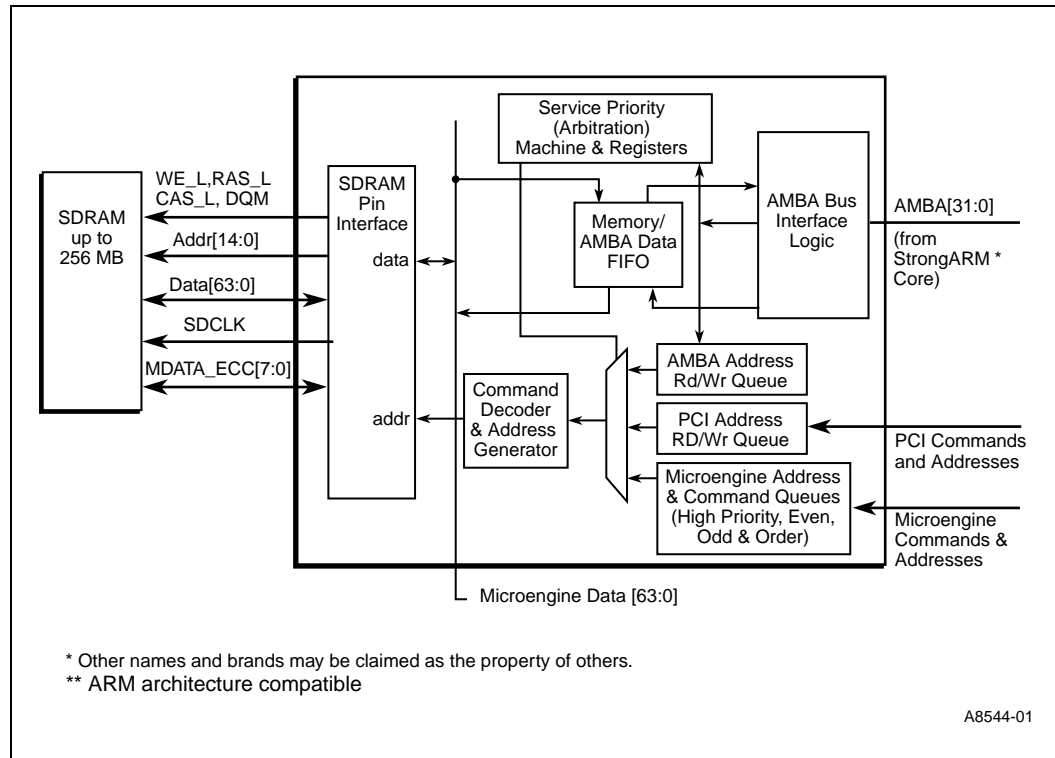 Service Priority
(Arbitration)
Machine & Registers
WE_L,RAS_L
CAS_L, DQM
SDRAM
Pin
Interface
SDRAM
up to
256 MB
Addr[14:0]
data
Data[63:0]
SDCLK
MDATA_ECC[7:0]
addr
Memory/
AMBA Data
FIFO
AMBA Bus
Interface
Logic
AMBA[31:0]
(from
StrongARM *
Core)
AMBA Address
Rd/Wr Queue
Command
Decoder
& Address
Generator
PCI Address
RD/Wr Queue
PCI Commands
and Addresses
Microengine Address
& Command Queues
(High Priority, Even,
Odd & Order)
Microengine
Commands &
Addresses
Microengine Data [63:0]
* Other names and brands may be claimed as the property of others.
** ARM architecture compatible
A8544-01